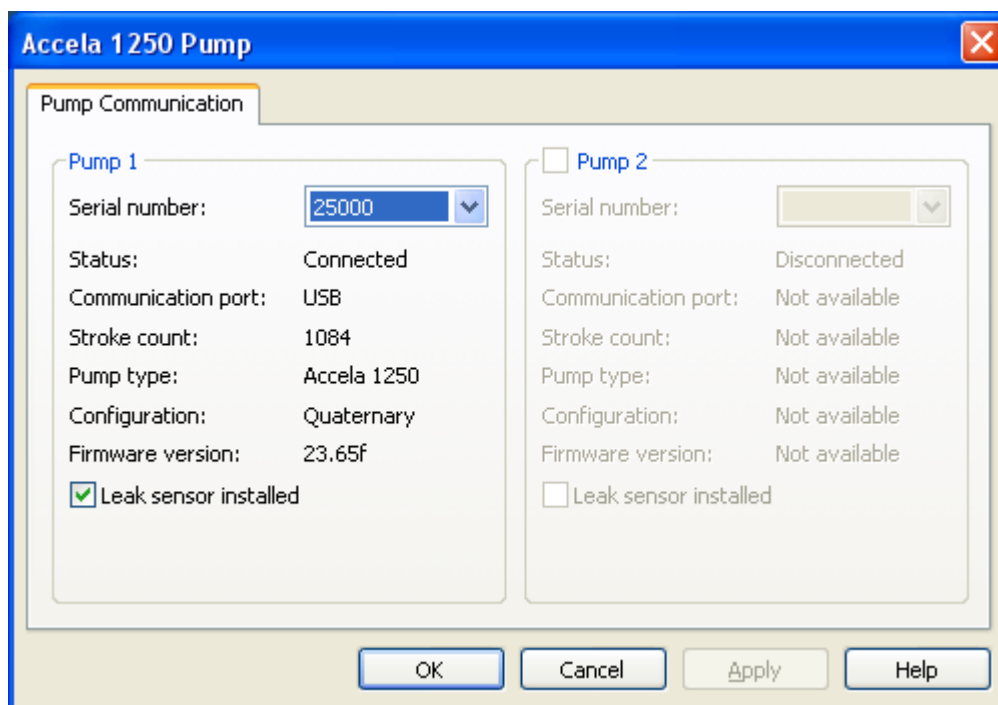 Accela 1250 Pump
Pump Communication
Pump 1
Serial number: 25000
Status: Connected
Communication port: USB
Stroke count: 1084
Pump type: Accela 1250
Configuration: Quaternary
Firmware version: 23.65f
Leak sensor installed
Pump 2
Serial number:
Status: Disconnected
Communication port: Not available
Stroke count: Not available
Pump type: Not available
Configuration: Not available
Firmware version: Not available
Leak sensor installed
OK Cancel Apply Help